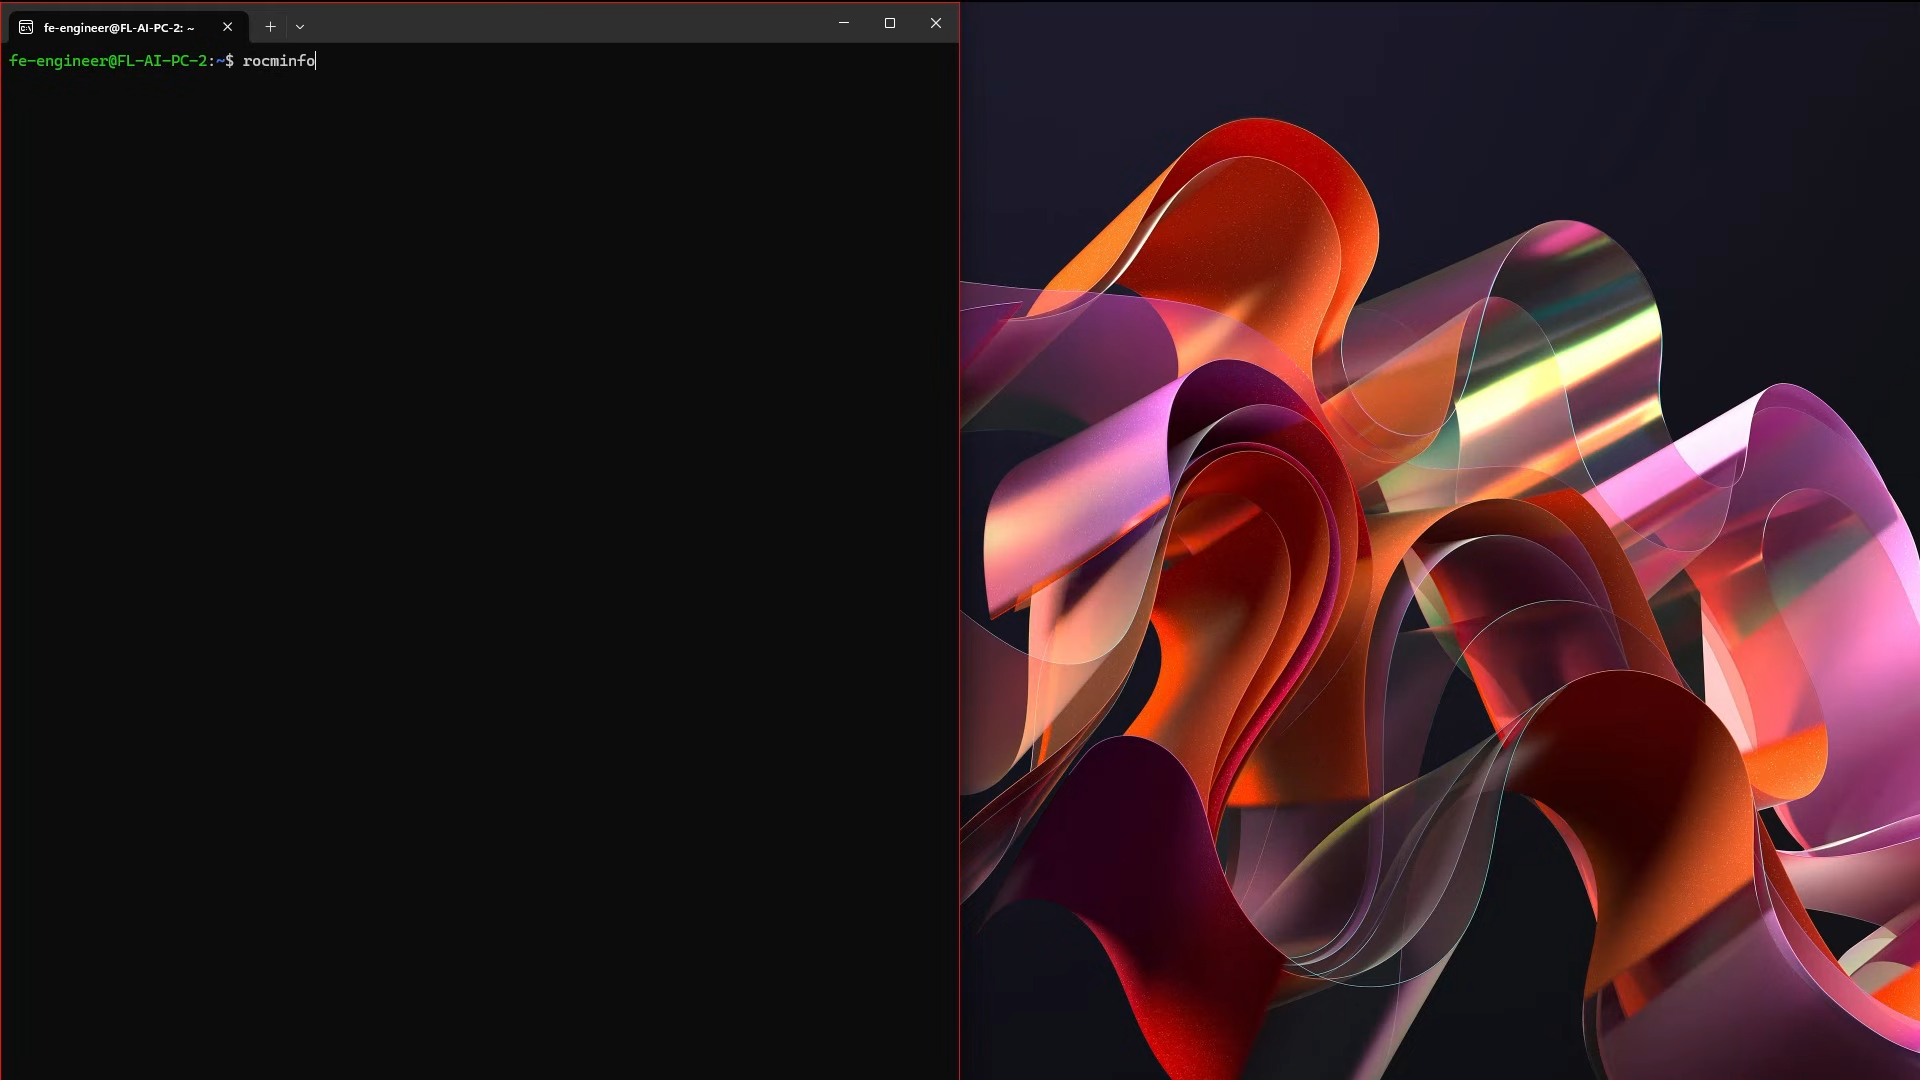 fe-engineer@FL-AI-PC-2: ~
fe-engineer@FL-AI-PC-2:~$ rocminfo